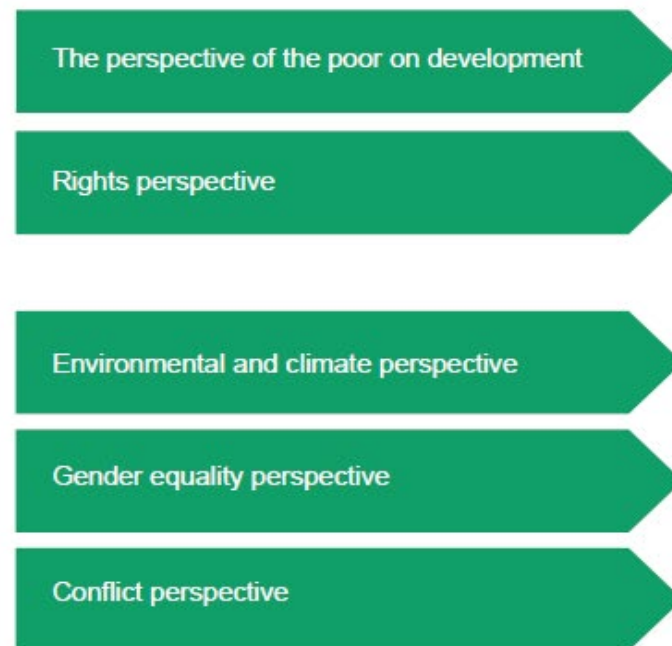 The perspective of the poor on development
Rights perspective
Environmental and climate perspective
Gender equality perspective
Conflict perspective